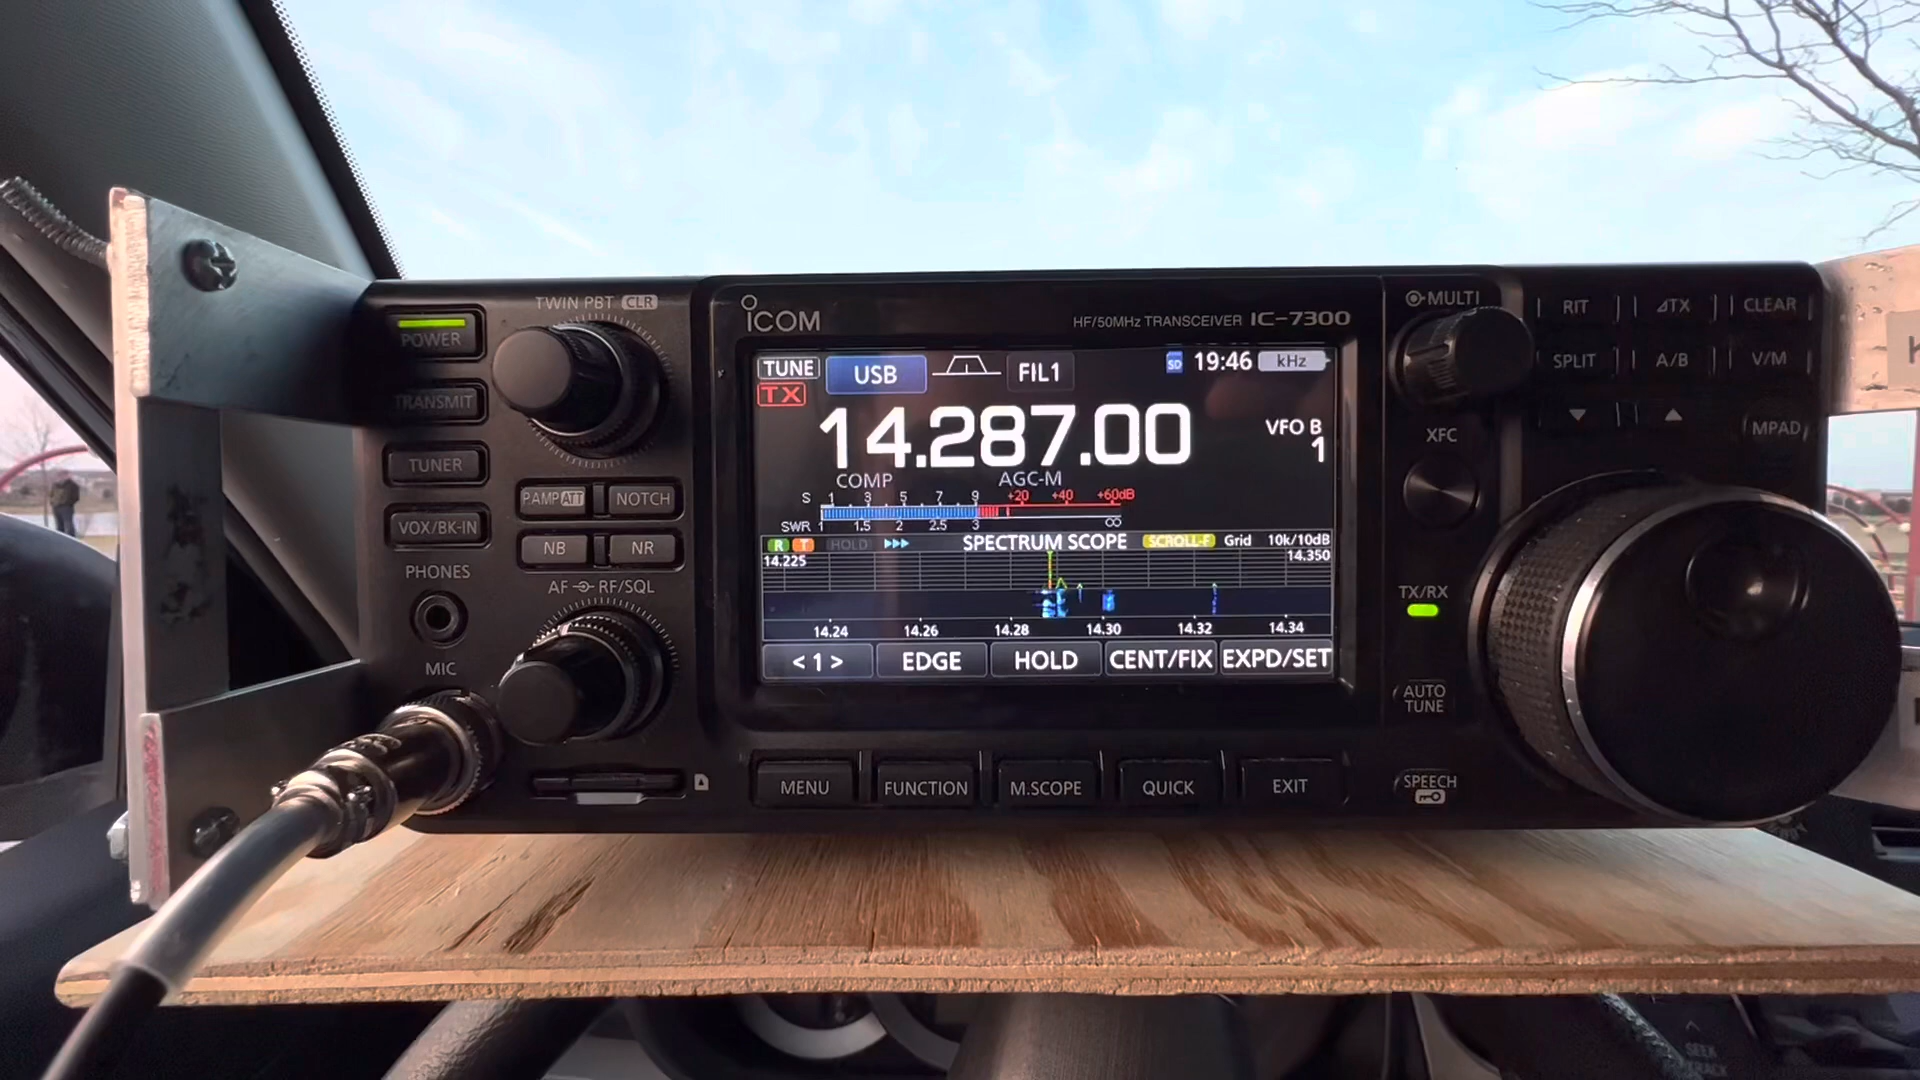 TWIN PBT CLR
POWER
TRANSMIT
TUNER
VOX/BK-IN
P.AMP ATT
NOTCH
NB
NR
PHONES
AF RF/SQL
MIC
ICOM
HF/50MHz TRANSCEIVER IC-7300
TUNE
USB
FIL1
SD
19:46
kHz
TX
14.287.00
VFO B
1
COMP
AGC-M
S 1 3 5 7 9 +20 +40 +60dB
SWR 1 1.5 2 2.5 3 ∞
R T HOLD
SPECTRUM SCOPE
SCROLL-F
Grid
10k/10dB
14.225
14.350
14.24 14.26 14.28 14.30 14.32 14.34
< 1 >
EDGE
HOLD
CENT/FIX
EXPD/SET
MENU
FUNCTION
M.SCOPE
QUICK
EXIT
MULTI
RIT
⊿TX
CLEAR
SPLIT
A/B
V/M
MPAD
XFC
TX/RX
AUTO
TUNE
SPEECH
SEEK
TRACK